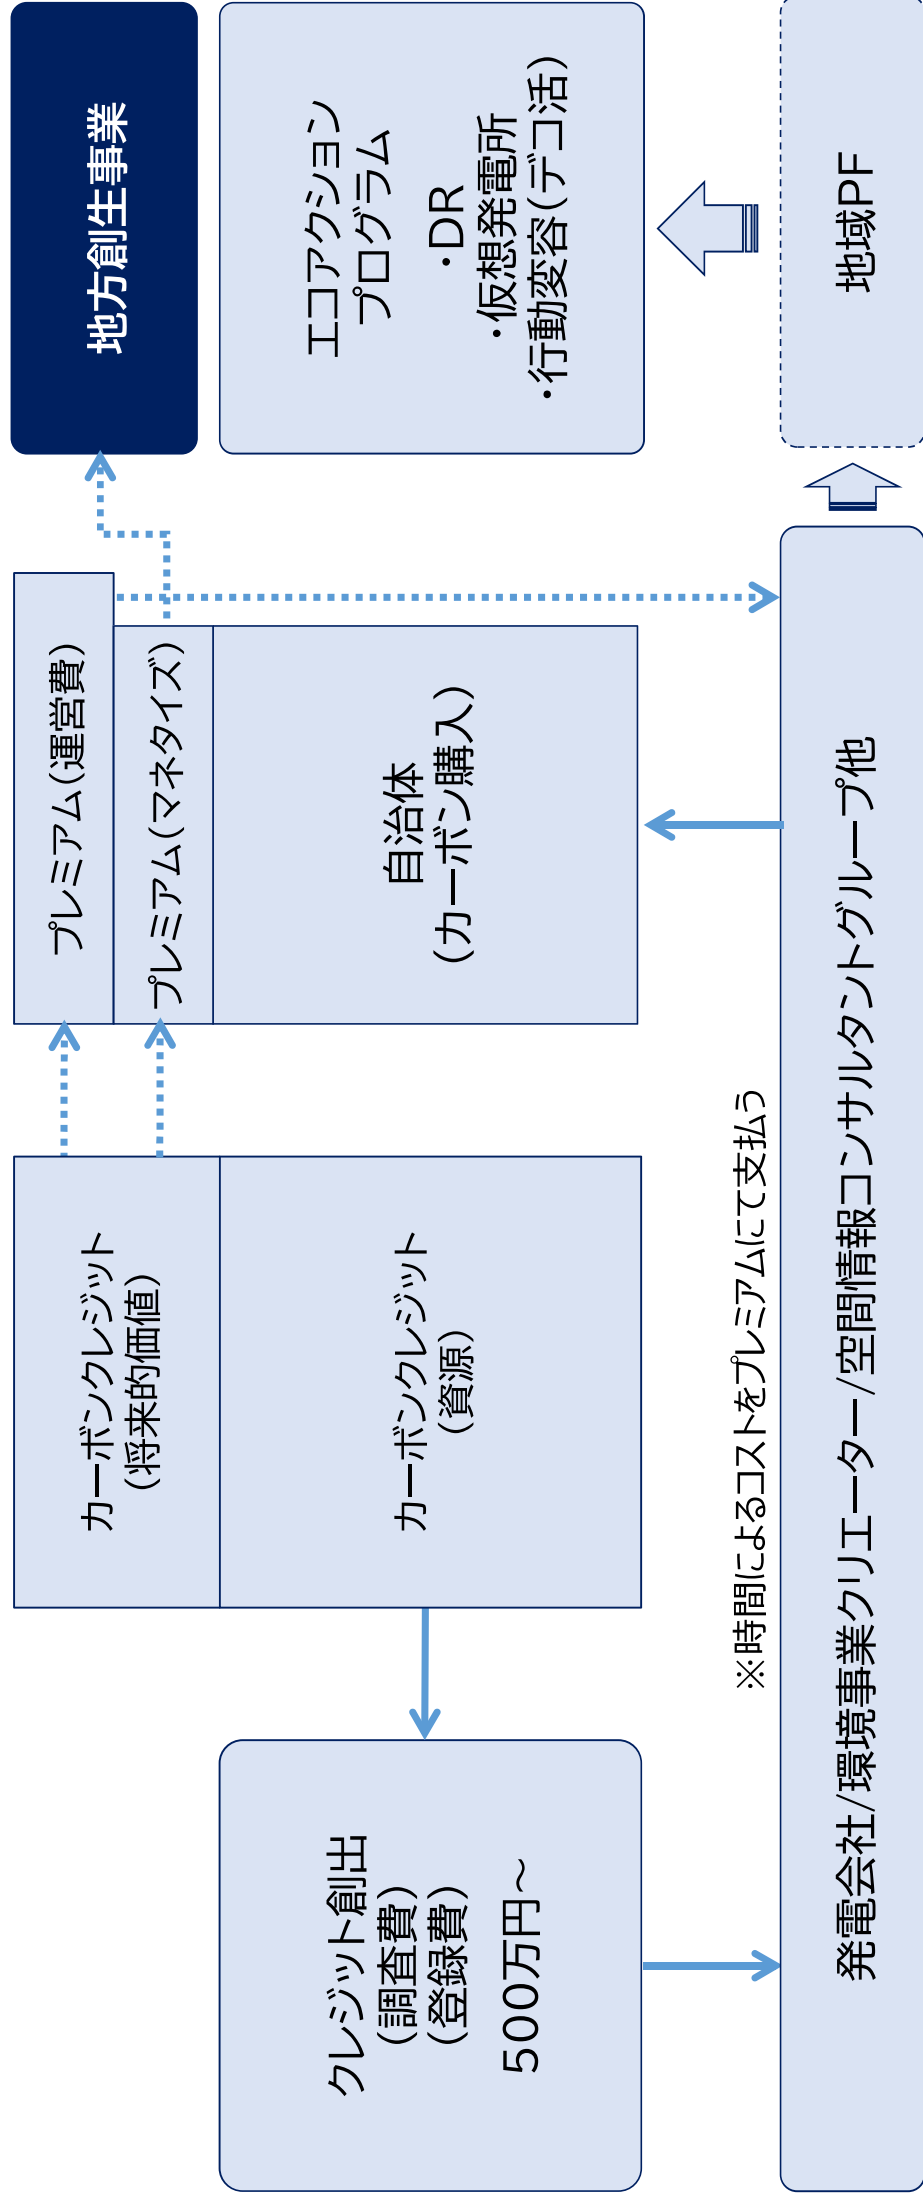 クレジット創出
(調査費)
(登録費)
500万円~
カーボンクレジット
(将来的価値)
カーボンクレジット
(資源)
プレミアム(運営費)
プレミアム(マネタイズ)
自治体
(カーボン購入)
地方創生事業
エコアクション
プログラム
・DR
・仮想発電所
・行動変容(デコ活)
※時間によるコストをプレミアムにて支払う
発電会社/環境事業クリエーター/空間情報コンサルタントグループ他
地域PF